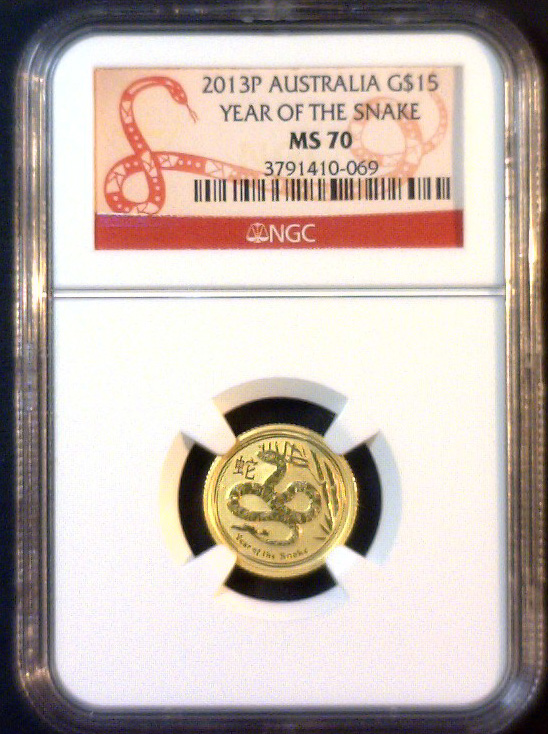 2013P AUSTRALIA G$15
YEAR OF THE SNAKE
MS 70
3791410-069
NGC
蛇
Year of the Snake